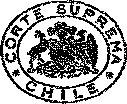 CORTE SUPREMA
* CHILE *